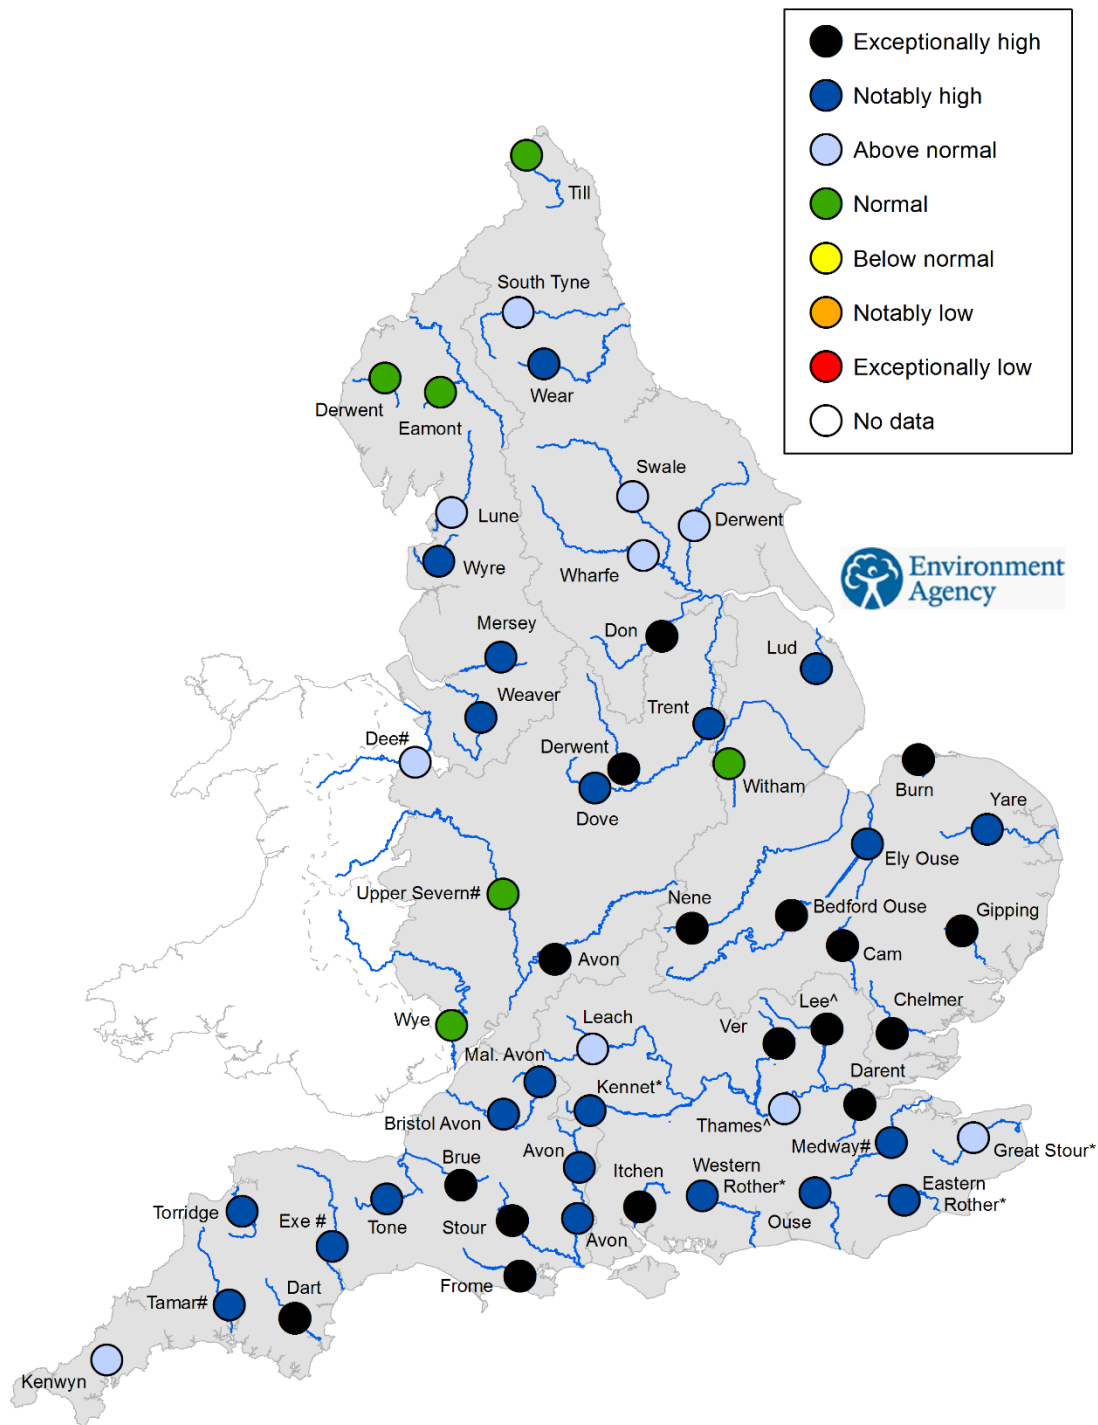 Exceptionally high
Notably high
Above normal
Normal
Below normal
Notably low
Exceptionally low
No data
Environment
Agency
Till
South Tyne
Wear
Derwent
Eamont
Swale
Lune
Derwent
Wyre
Wharfe
Mersey
Don
Lud
Weaver
Trent
Dee#
Derwent
Witham
Burn
Dove
Yare
Ely Ouse
Upper Severn#
Nene
Bedford Ouse
Gipping
Avon
Cam
Chelmer
Lee^
Wye
Leach
Ver
Mal. Avon
Darent
Kennet*
Bristol Avon
Thames^
Medway#
Great Stour*
Brue
Avon
Itchen
Western
Rother*
Eastern
Rother*
Torridge
Exe #
Tone
Stour
Avon
Ouse
Dart
Frome
Tamar#
Kenwyn